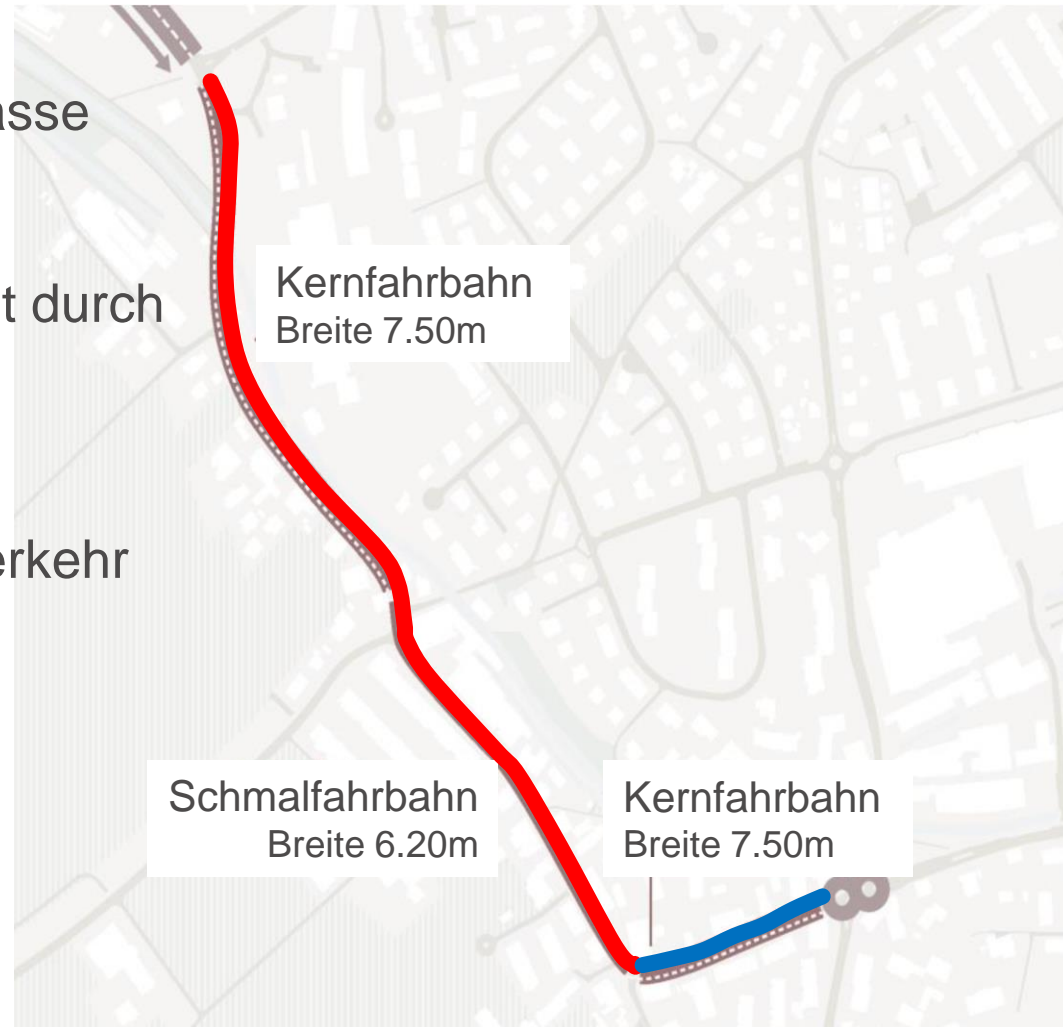 asse
t durch
erkehr
Kernfahrbahn
Breite 7.50m
Schmalfahrbahn
Breite 6.20m
Kernfahrbahn
Breite 7.50m